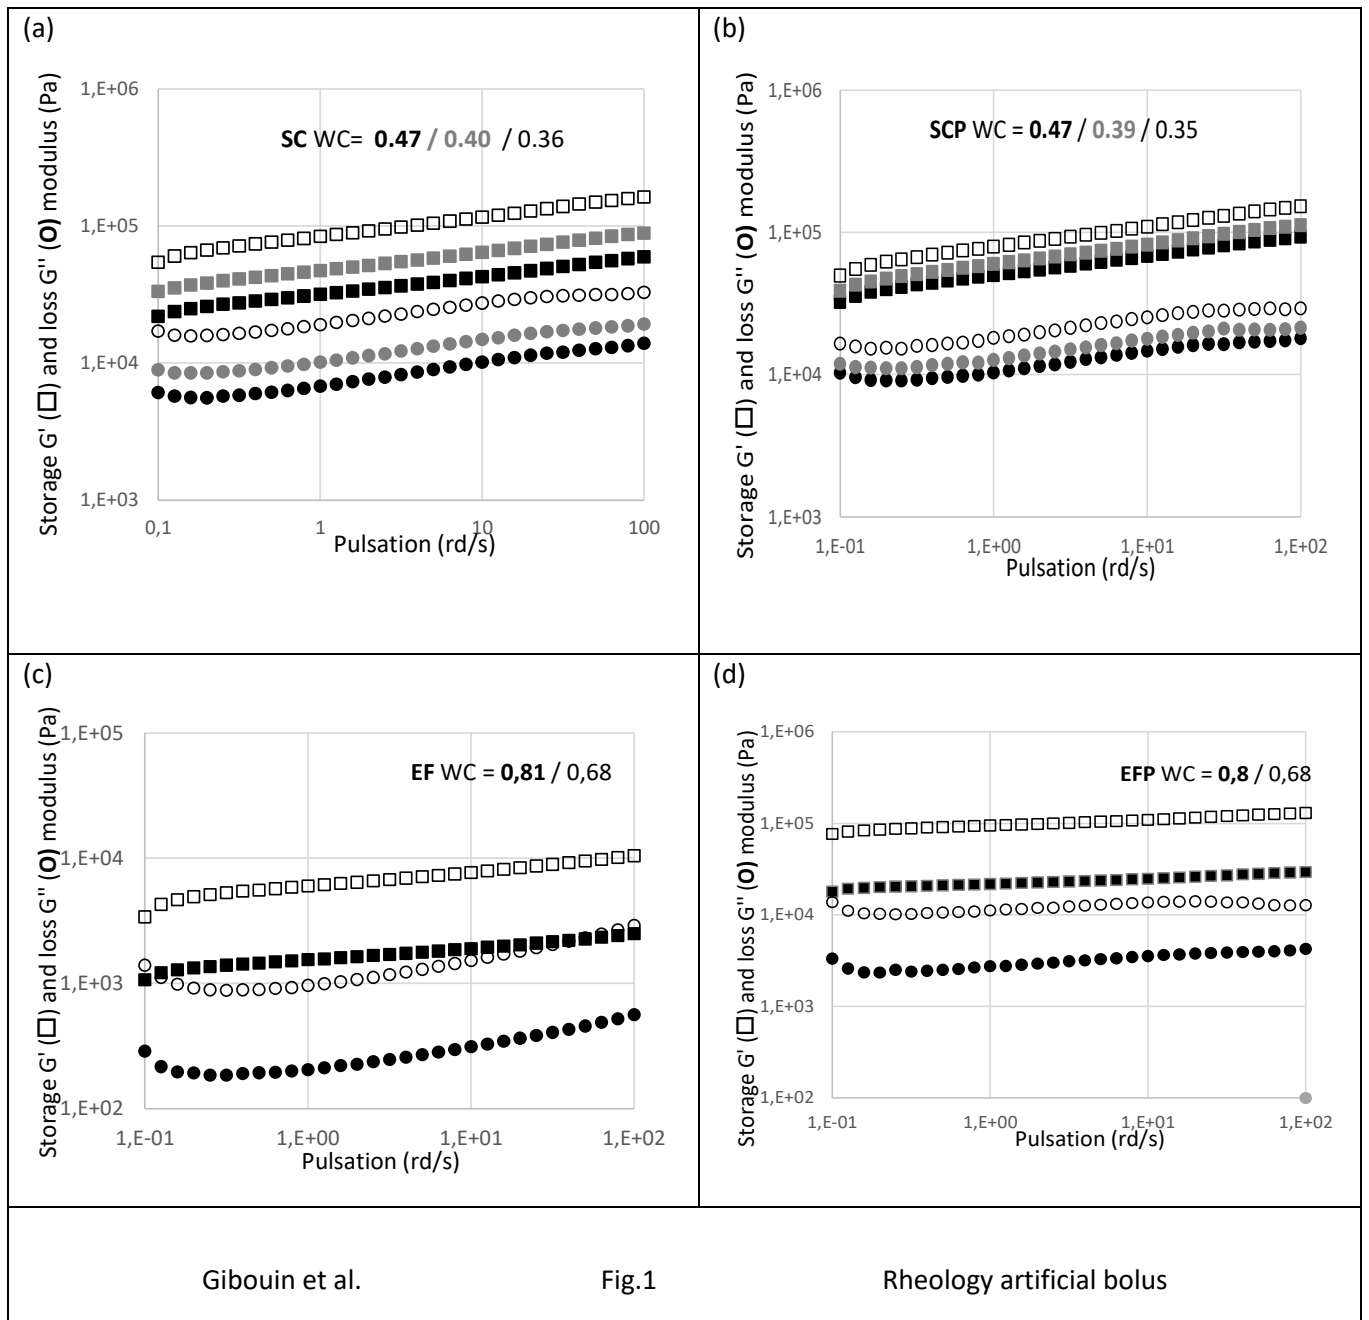 (a)
Storage G' (□) and loss G'' (O) modulus (Pa)
1,E+06
1,E+05
1,E+04
1,E+03
SC WC= 0.47 / 0.40 / 0.36
0,1 1 10 100
Pulsation (rd/s)
(b)
Storage G' (□) and loss G'' (O) modulus (Pa)
1,E+06
1,E+05
1,E+04
1,E+03
SCP WC = 0.47 / 0.39 / 0.35
1,E-01 1,E+00 1,E+01 1,E+02
Pulsation (rd/s)
(c)
Storage G' (□) and loss G'' (O) modulus (Pa)
1,E+05
1,E+04
1,E+03
1,E+02
EF WC = 0,81 / 0,68
1,E-01 1,E+00 1,E+01 1,E+02
Pulsation (rd/s)
(d)
Storage G' (□) and loss G'' (O) modulus (Pa)
1,E+06
1,E+05
1,E+04
1,E+03
1,E+02
EFP WC = 0,8 / 0,68
1,E-01 1,E+00 1,E+01 1,E+02
Pulsation (rd/s)
Gibouin et al. Fig.1 Rheology artificial bolus